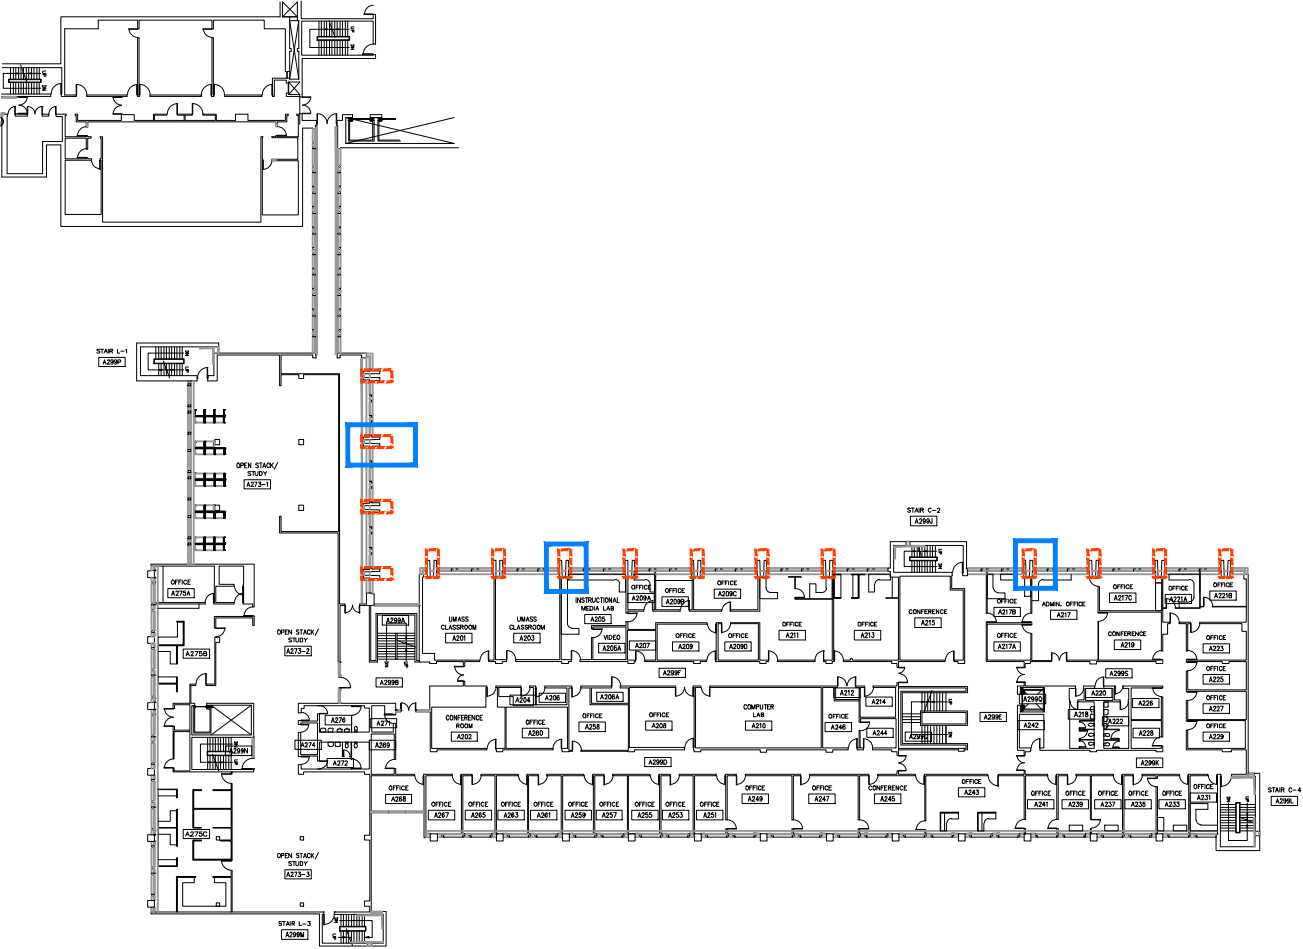 STAIR L-1
A299P
OPEN STACK/
STUDY
A273-1
STAIR C-2
A299J
OFFICE
A275A
A275B
OPEN STACK/
STUDY
A273-2
A299A
A299B
UMASS
CLASSROOM
A201
UMASS
CLASSROOM
A203
INSTRUCTIONAL
MEDIA LAB
A205
VIDEO
A205A
OFFICE
A209A
OFFICE
A209B
OFFICE
A209C
A207
OFFICE
A209
OFFICE
A209D
OFFICE
A211
OFFICE
A213
CONFERENCE
A215
OFFICE
A217B
OFFICE
A217A
ADMIN. OFFICE
A217
OFFICE
A217C
CONFERENCE
A219
OFFICE
A221A
OFFICE
A221B
OFFICE
A223
OFFICE
A225
OFFICE
A227
OFFICE
A229
A299F
A299S
CONFERENCE
ROOM
A202
A204
A206
OFFICE
A260
A206A
OFFICE
A258
OFFICE
A208
COMPUTER
LAB
A210
A212
A214
OFFICE
A246
A244
A299E
A299Q
A242
A218
A220
A222
A226
A228
A276
A271
A274
A269
A272
A299N
A299D
A299K
OFFICE
A268
OFFICE
A267
OFFICE
A265
OFFICE
A263
OFFICE
A261
OFFICE
A259
OFFICE
A257
OFFICE
A255
OFFICE
A253
OFFICE
A251
OFFICE
A249
OFFICE
A247
CONFERENCE
A245
OFFICE
A243
OFFICE
A241
OFFICE
A239
OFFICE
A237
OFFICE
A235
OFFICE
A233
OFFICE
A231
STAIR C-4
A299L
A275C
OPEN STACK/
STUDY
A273-3
STAIR L-3
A299M